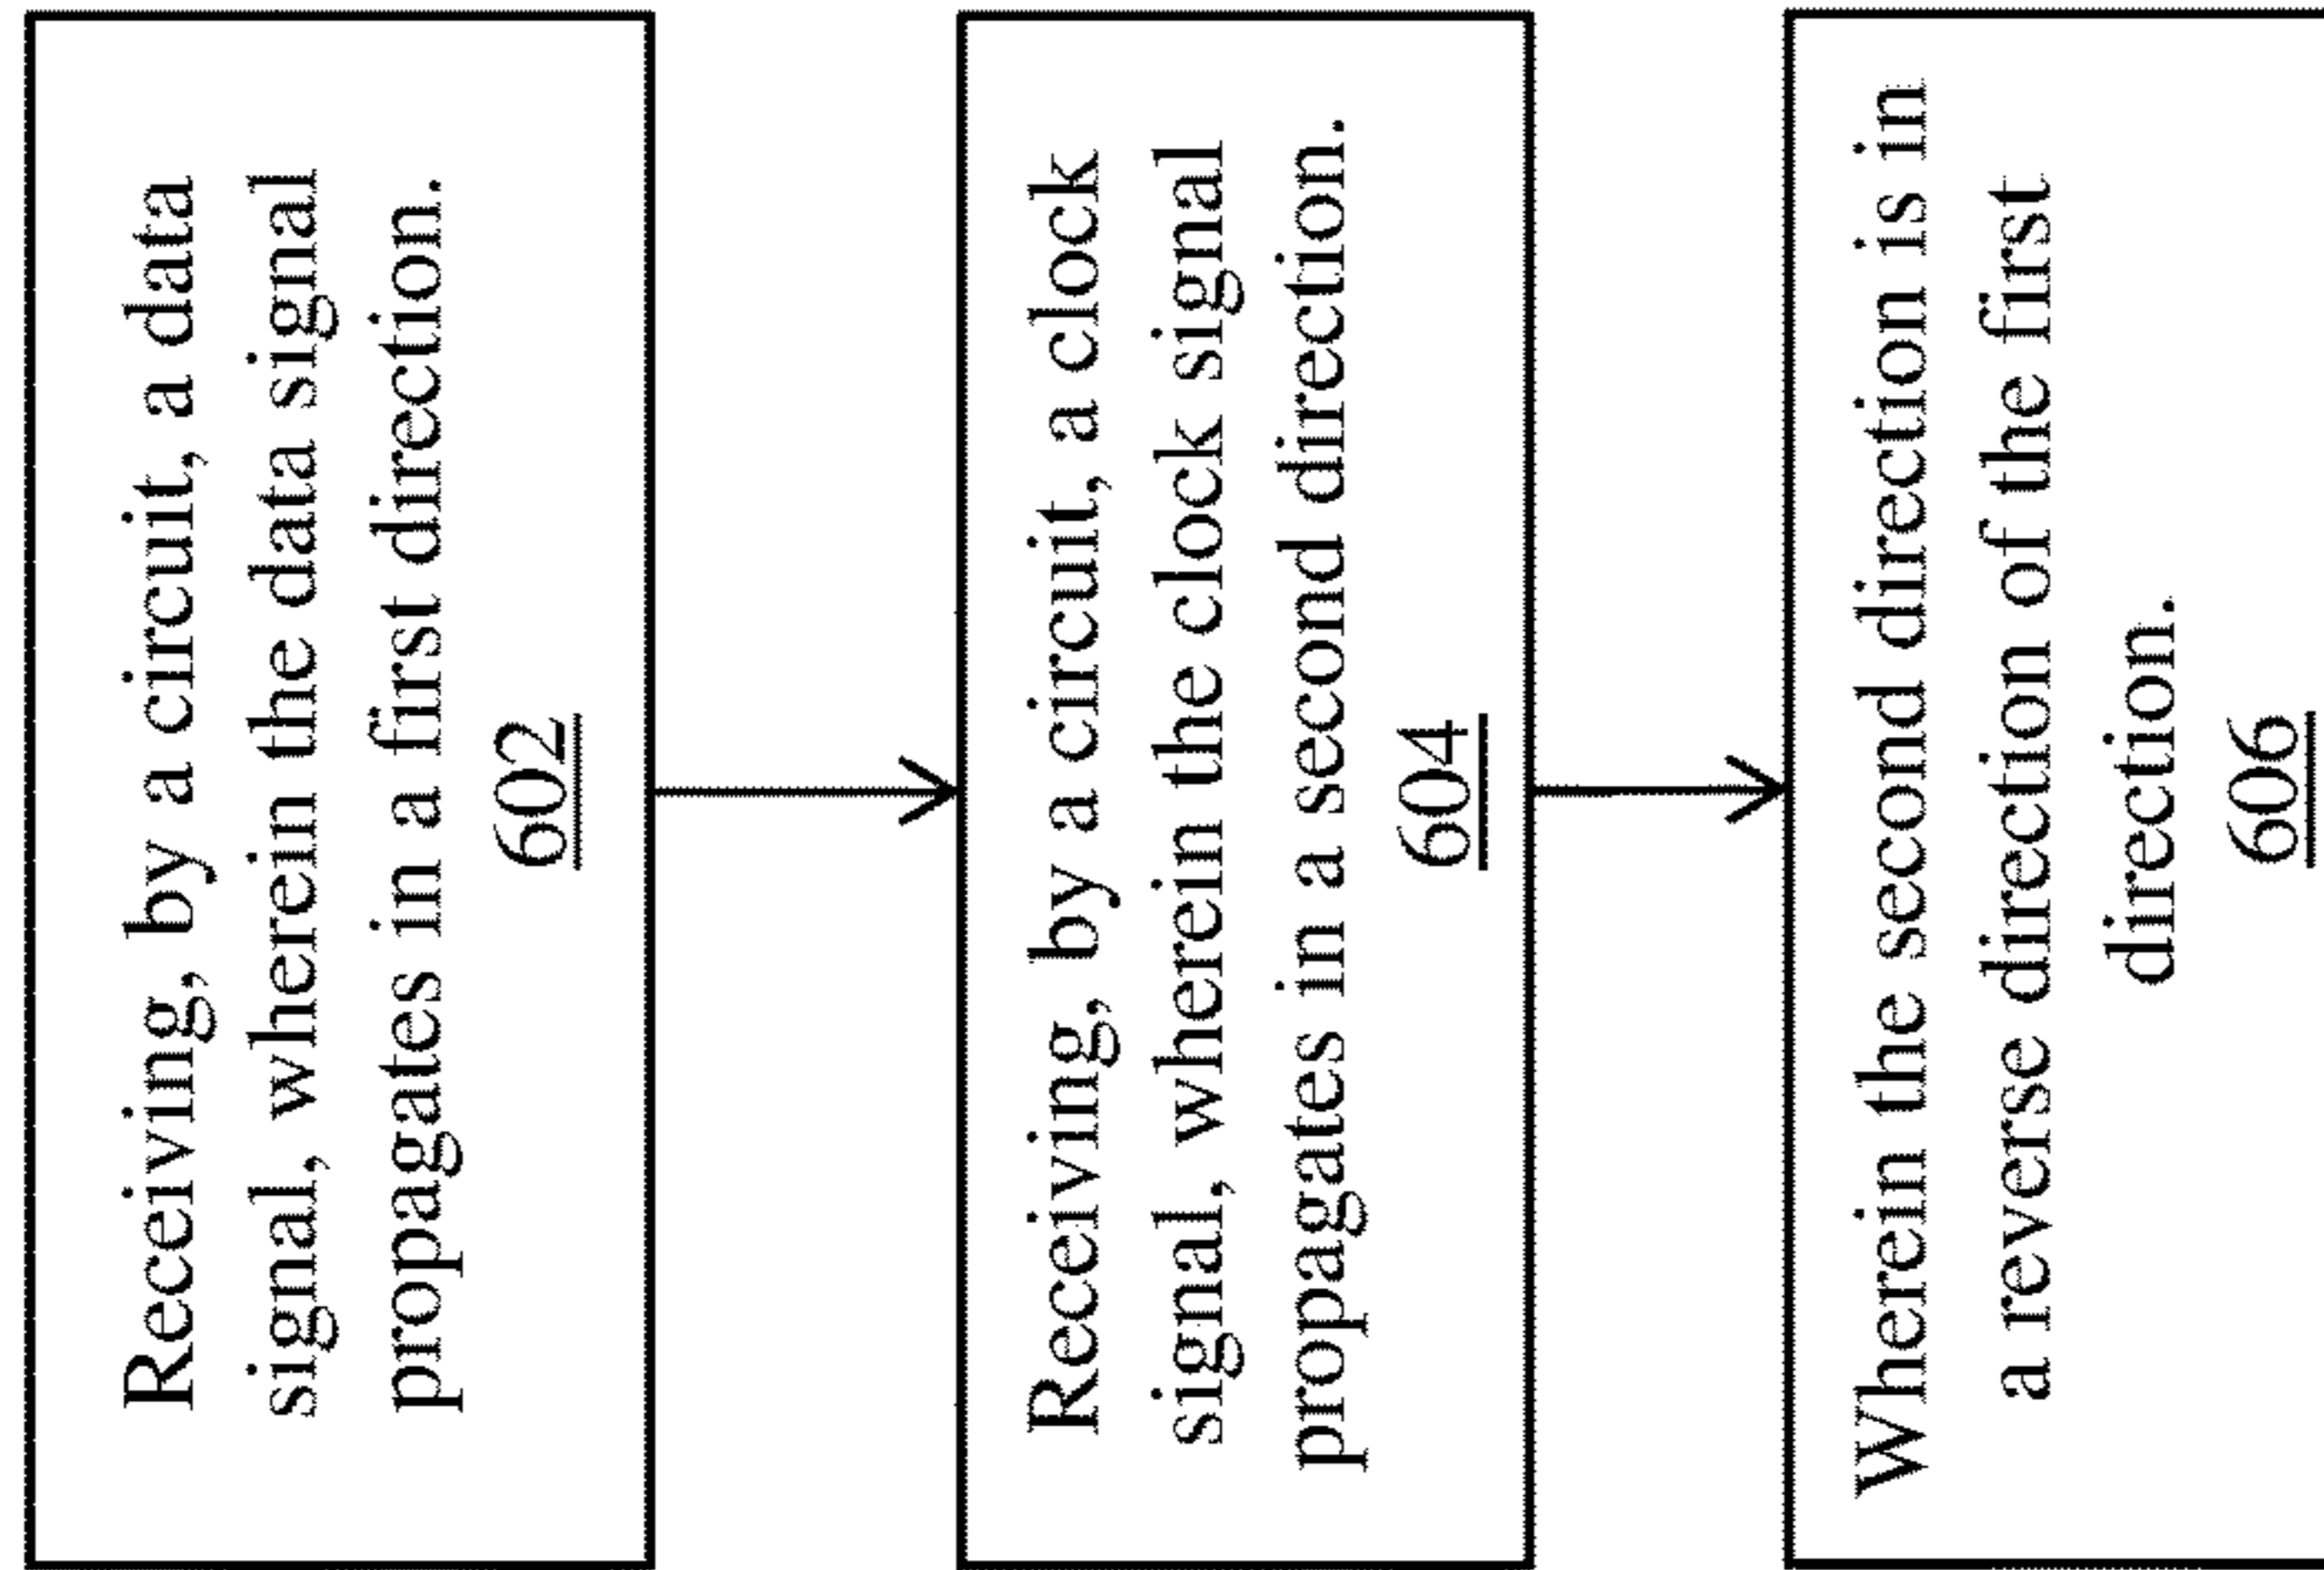 Receiving, by a circuit, a data
signal, wherein the data signal
propagates in a first direction.
602
Receiving, by a circuit, a clock
signal, wherein the clock signal
propagates in a second direction.
604
Wherein the second direction is in
a reverse direction of the first
direction.
606